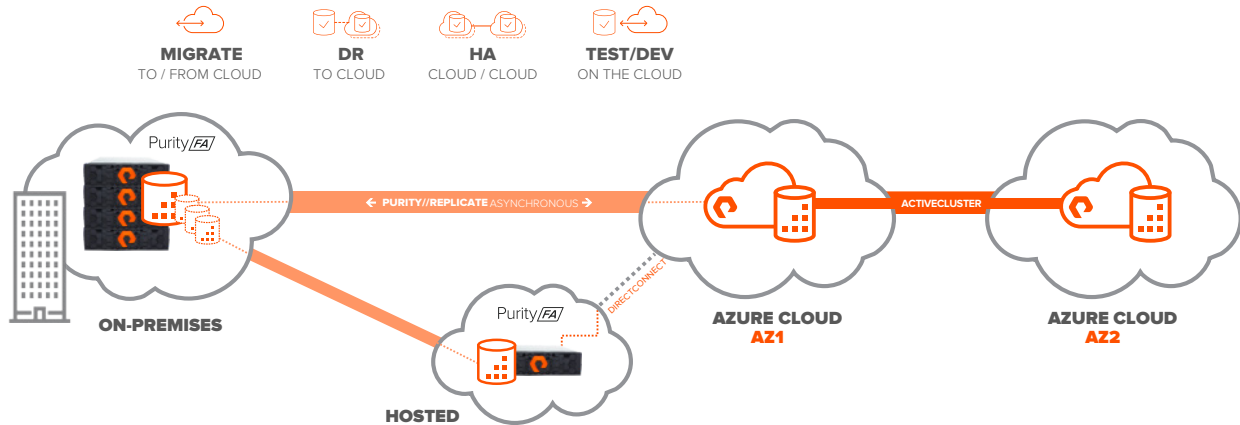 MIGRATE
TO / FROM CLOUD
DR
TO CLOUD
HA
CLOUD / CLOUD
TEST/DEV
ON THE CLOUD
Purity/FA/
PURITY//REPLICATE ASYNCHRONOUS
ACTIVECLUSTER
DIRECTCONNECT
Purity/FA/
ON-PREMISES
AZURE CLOUD
AZ1
AZURE CLOUD
AZ2
HOSTED